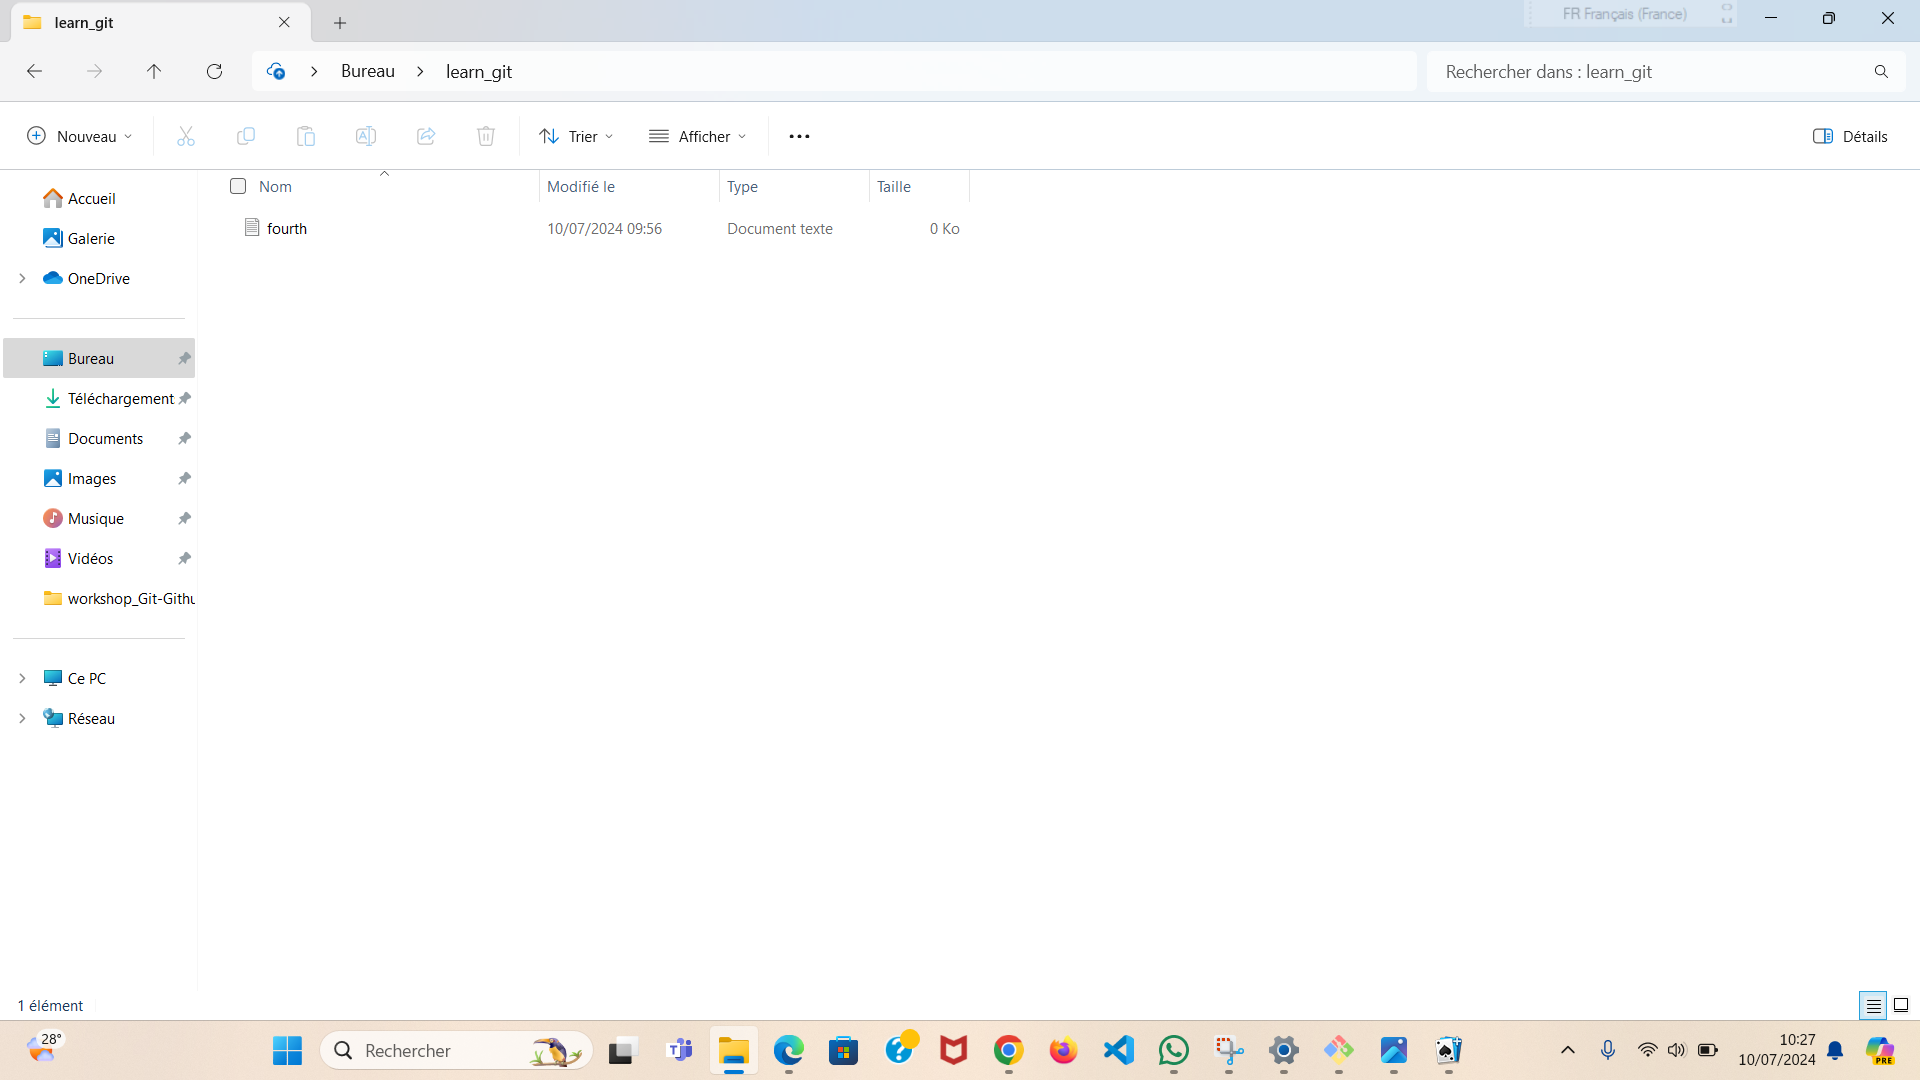 learn_git
FR Français (France)
Bureau
learn_git
Rechercher dans : learn_git
Nouveau
Trier
Afficher
Détails
Nom
Modifié le
Type
Taille
fourth
10/07/2024 09:56
Document texte
0 Ko
Accueil
Galerie
OneDrive
Bureau
Téléchargement
Documents
Images
Musique
Vidéos
workshop_Git-Githu
Ce PC
Réseau
1 élément
28°
Rechercher
PRE
10:27
10/07/2024